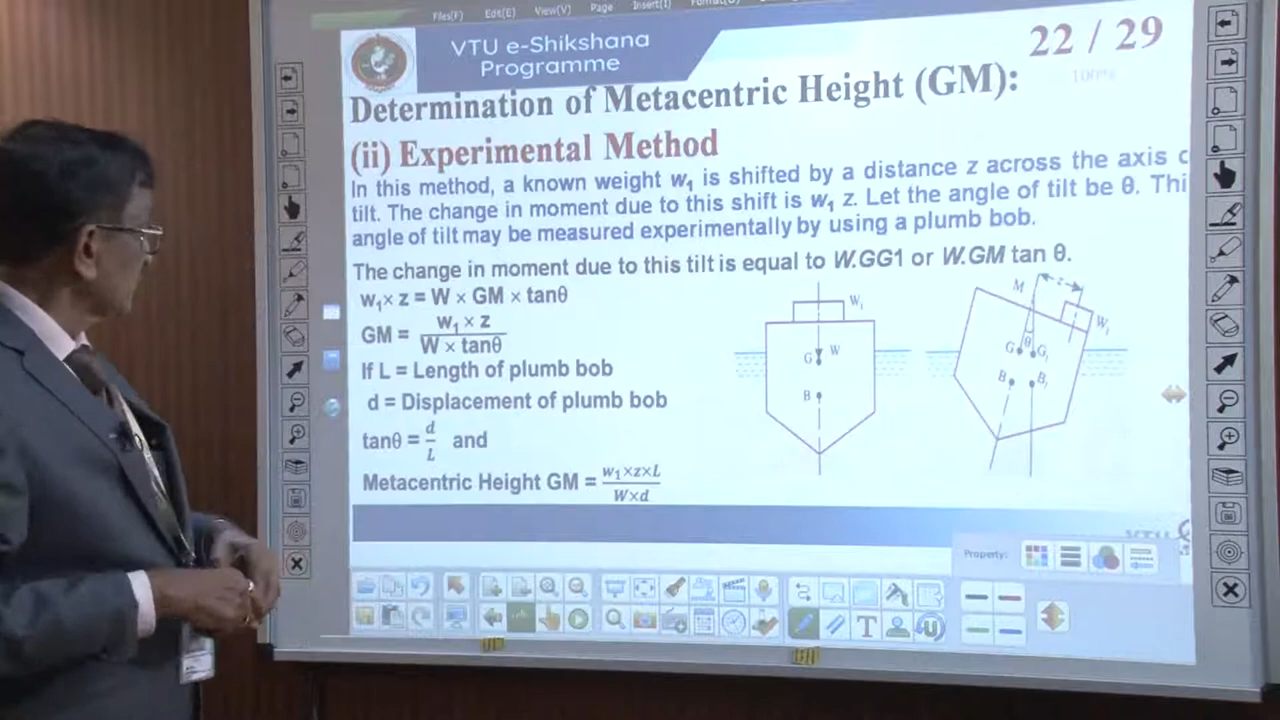 Files(F) Edit(E) View(V) Page Insert(I)
VTU e-Shikshana
Programme
22 / 29
100%
Determination of Metacentric Height (GM):
(ii) Experimental Method
In this method, a known weight w₁ is shifted by a distance z across the axis
tilt. The change in moment due to this shift is w₁ z. Let the angle of tilt be θ. Thi
angle of tilt may be measured experimentally by using a plumb bob.
The change in moment due to this tilt is equal to W.GG1 or W.GM tan θ.
w₁× z = W × GM × tanθ
GM = w₁ × z / W × tanθ
If L = Length of plumb bob
d = Displacement of plumb bob
tanθ = d / L and
Metacentric Height GM = w₁×z×L / W×d
W₁
G W
B
M z
W₁
θ
G G₁
B B₁
VTU
Property:
T